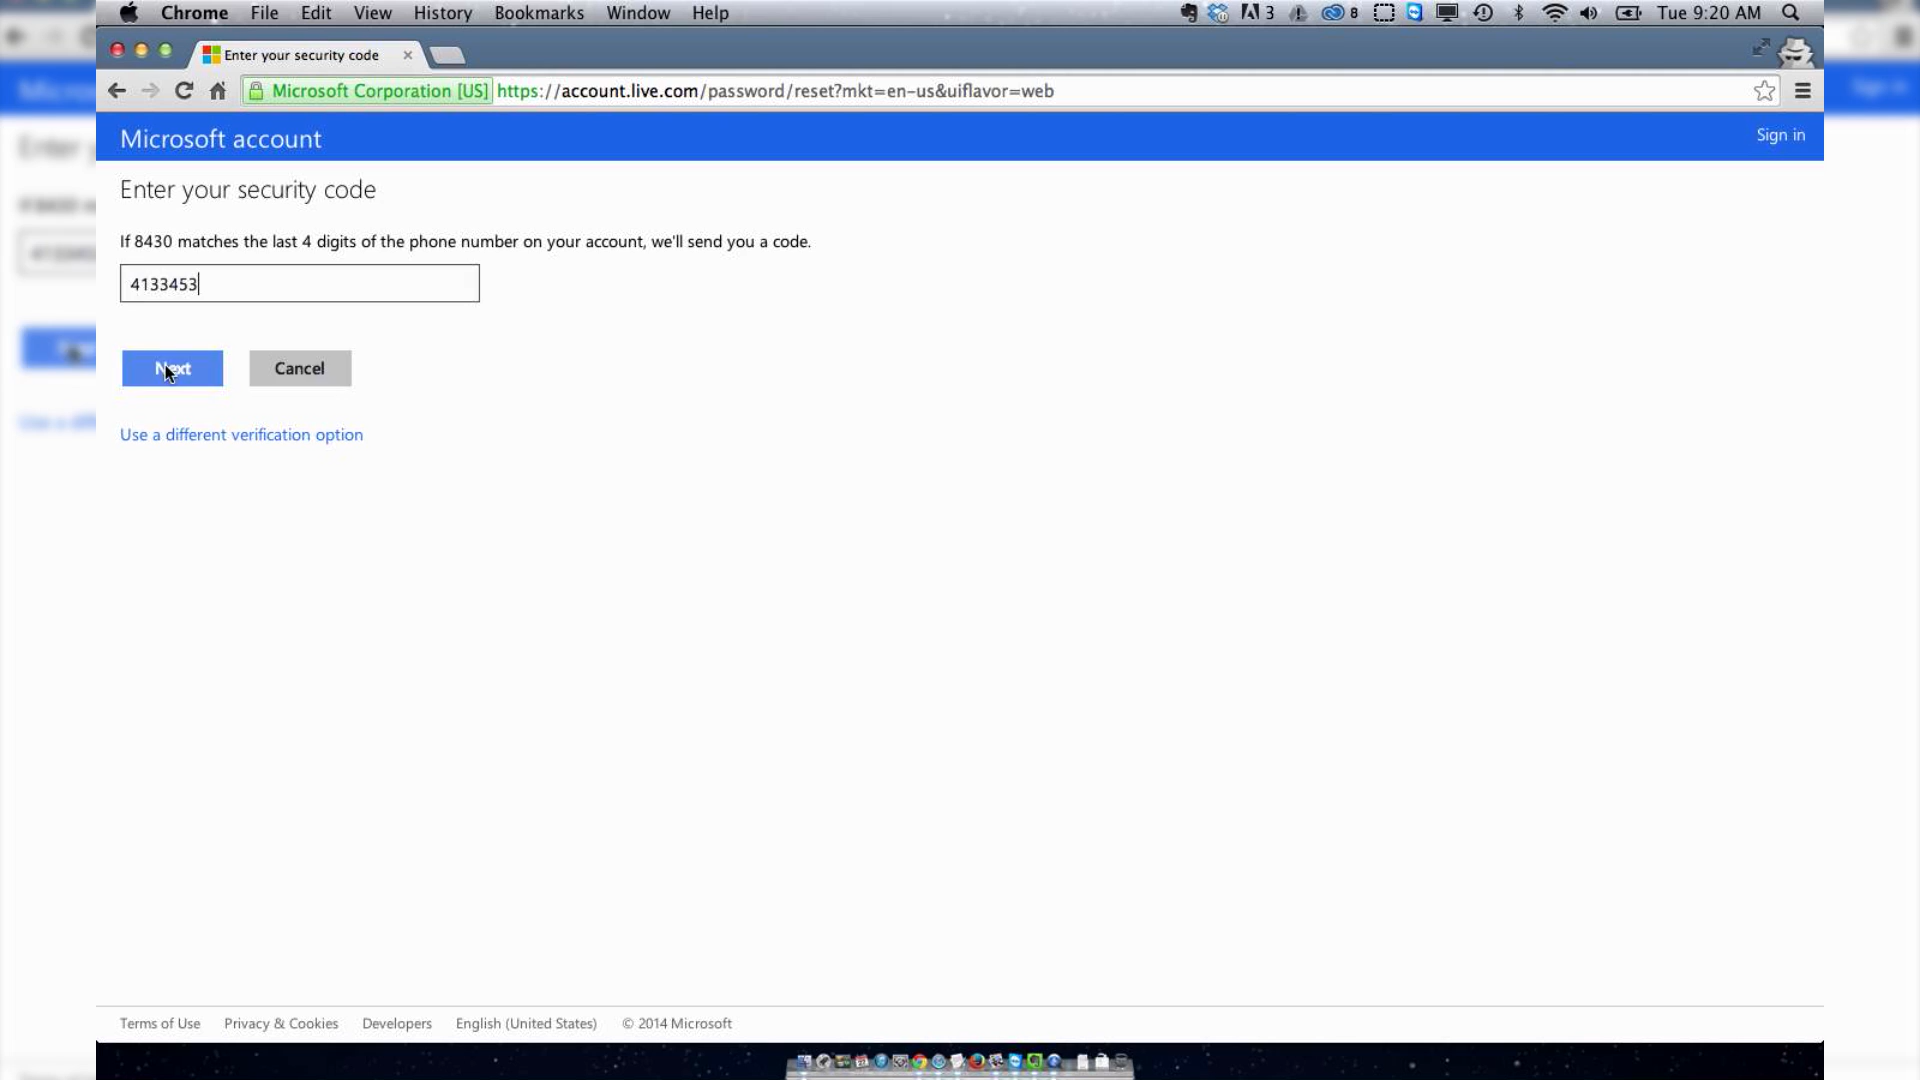 Chrome File Edit View History Bookmarks Window Help 3 8 Tue 9:20 AM
Enter your security code
Microsoft Corporation [US] https://account.live.com/password/reset?mkt=en-us&uiflavor=web
Microsoft account Sign in
Enter your security code
If 8430 matches the last 4 digits of the phone number on your account, we'll send you a code.
4133453
Next Cancel
Use a different verification option
Terms of Use Privacy & Cookies Developers English (United States) © 2014 Microsoft